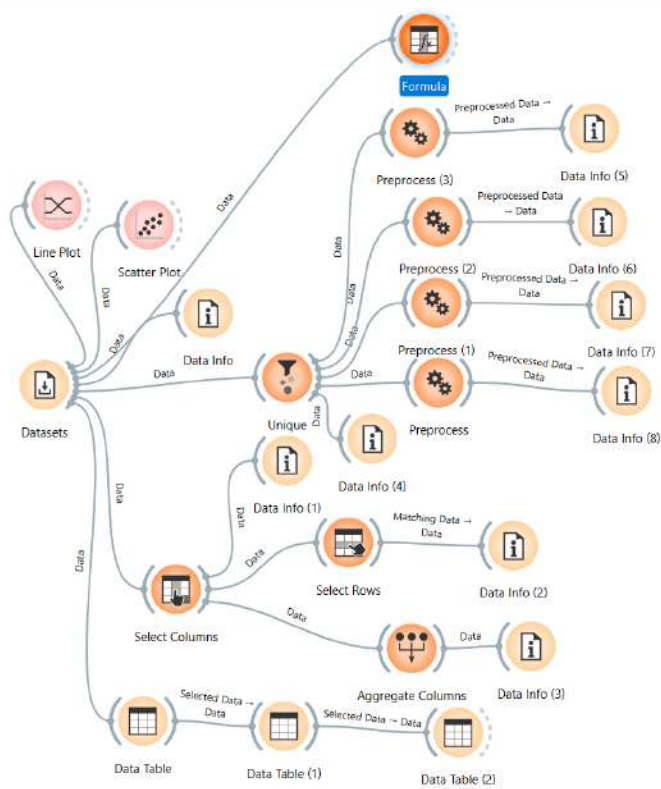 Formula
Preprocessed Data → Data
Preprocess (3)
Data Info (5)
Data
Line Plot
Scatter Plot
Data
Data
Data
Preprocessed Data
→ Data
Preprocess (2)
Data Info (6)
Data
Data
Data Info
Data
Preprocessed Data →
Data
Preprocess (1)
Data Info (7)
Data
Datasets
Data
Unique
Data
Preprocessed Data →
Data
Preprocess
Data Info (8)
Data
Data Info (4)
Data Info (1)
Data
Data
Data
Select Columns
Data
Select Rows
Matching Data →
Data
Data Info (2)
Data
Aggregate Columns
Data
Data Info (3)
Data
Data Table
Selected Data →
Data
Data Table (1)
Selected Data → Data
Data Table (2)